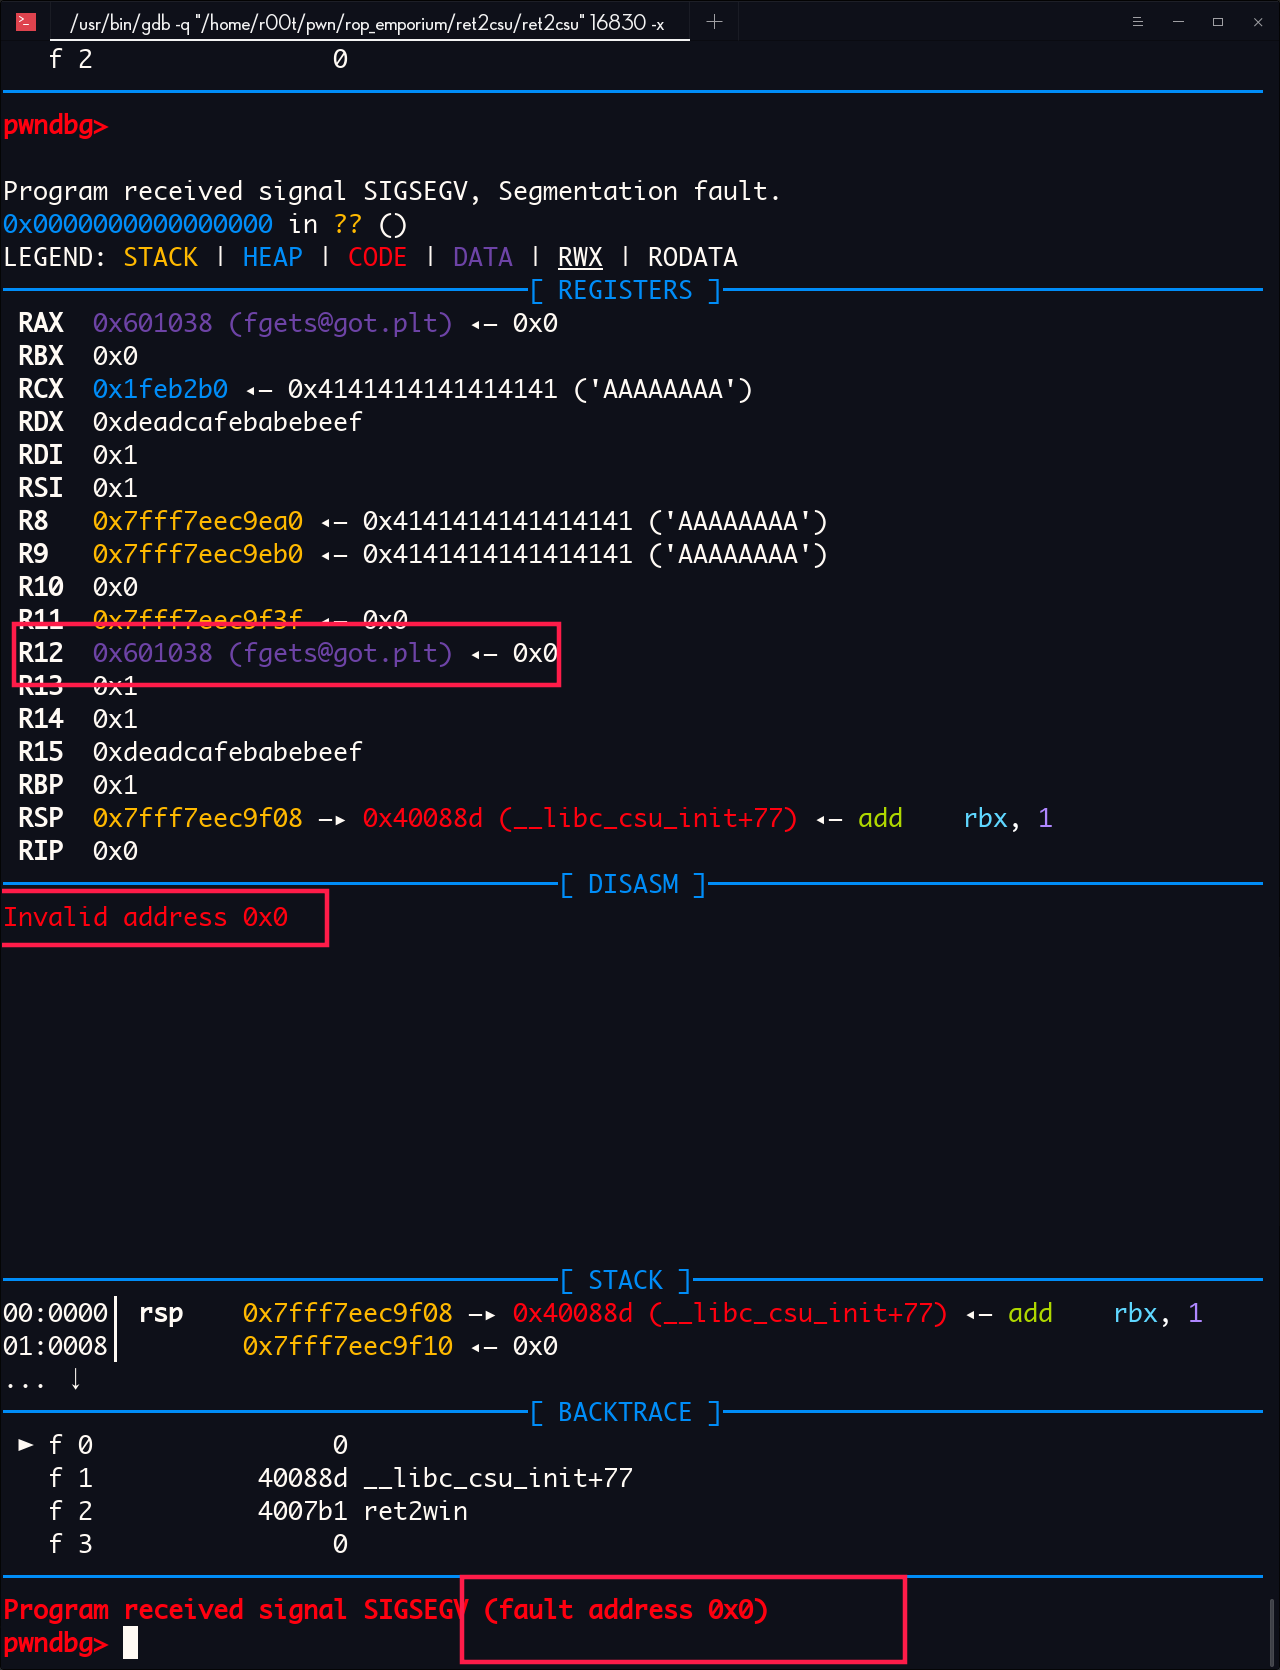 /usr/bin/gdb -q "/home/r00t/pwn/rop_emporium/ret2csu/ret2csu" 16830 -x
f 2 0
pwndbg>
Program received signal SIGSEGV, Segmentation fault.
0x0000000000000000 in ?? ()
LEGEND: STACK | HEAP | CODE | DATA | RWX | RODATA
[ REGISTERS ]
RAX 0x601038 (fgets@got.plt) ◂— 0x0
RBX 0x0
RCX 0x1feb2b0 ◂— 0x4141414141414141 ('AAAAAAAA')
RDX 0xdeadcafebabebeef
RDI 0x1
RSI 0x1
R8 0x7fff7eec9ea0 ◂— 0x4141414141414141 ('AAAAAAAA')
R9 0x7fff7eec9eb0 ◂— 0x4141414141414141 ('AAAAAAAA')
R10 0x0
R11 0x7fff7eec9f3f ◂— 0x0
R12 0x601038 (fgets@got.plt) ◂— 0x0
R13 0x1
R14 0x1
R15 0xdeadcafebabebeef
RBP 0x1
RSP 0x7fff7eec9f08 —▸ 0x40088d (__libc_csu_init+77) ◂— add rbx, 1
RIP 0x0
[ DISASM ]
Invalid address 0x0
[ STACK ]
00:0000│ rsp 0x7fff7eec9f08 —▸ 0x40088d (__libc_csu_init+77) ◂— add rbx, 1
01:0008│ 0x7fff7eec9f10 ◂— 0x0
... ↓
[ BACKTRACE ]
► f 0 0
f 1 40088d __libc_csu_init+77
f 2 4007b1 ret2win
f 3 0
Program received signal SIGSEGV (fault address 0x0)
pwndbg>